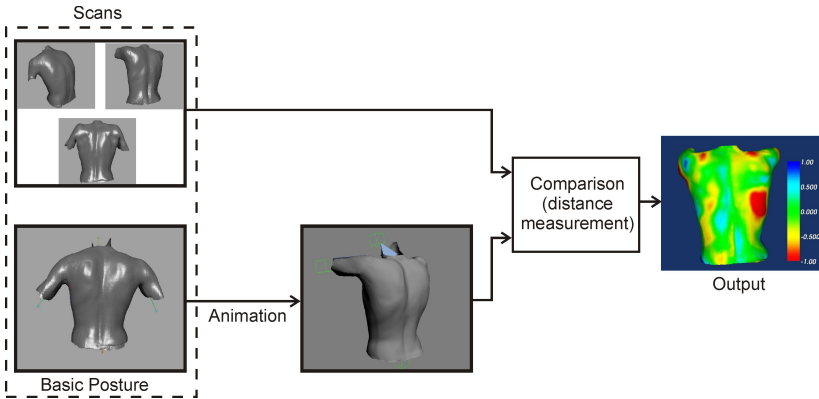 Scans
Comparison
(distance
measurement)
1.00
0.500
0.000
-0.500
-1.00
Output
Animation
Basic Posture